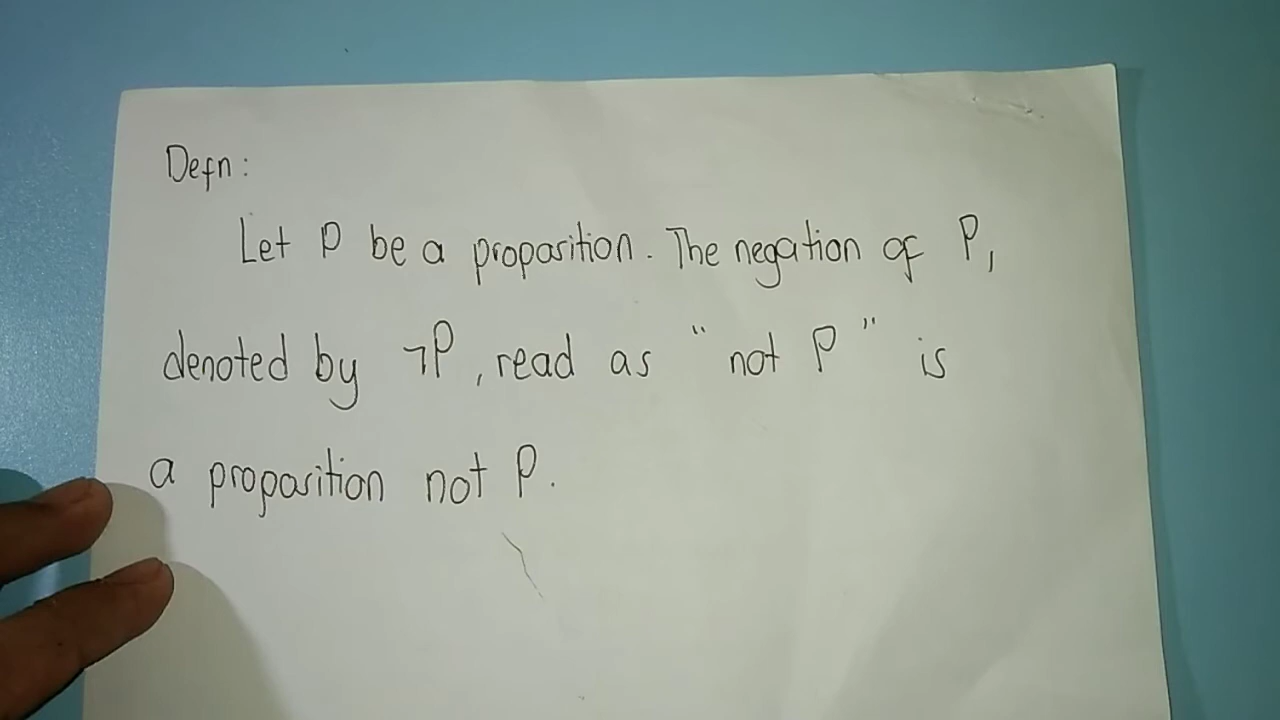 Defn:
Let P be a proposition. The negation of P,
denoted by ¬P, read as "not P" is
a proposition not P.